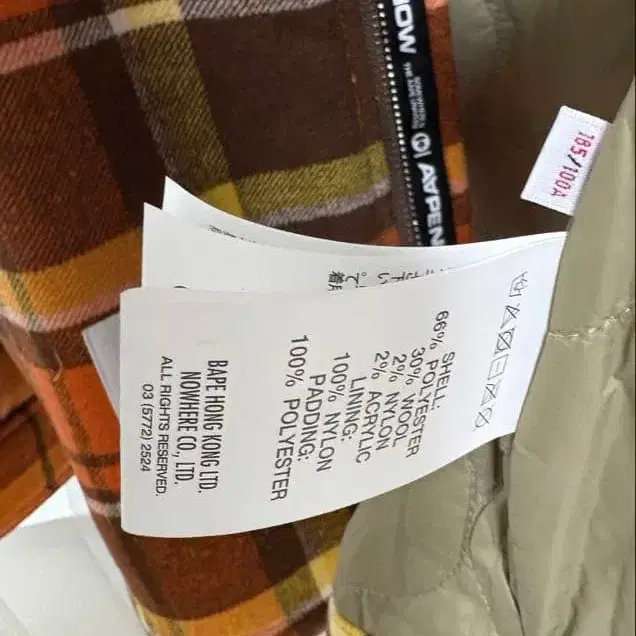 SHELL:
66% POLYESTER
30% WOOL
2% NYLON
2% ACRYLIC
LINING:
100% NYLON
PADDING:
100% POLYESTER
BAPE HONG KONG LTD.
NOWHERE CO., LTD.
ALL RIGHTS RESERVED.
03 (5772) 2524
185/100A
AAPE